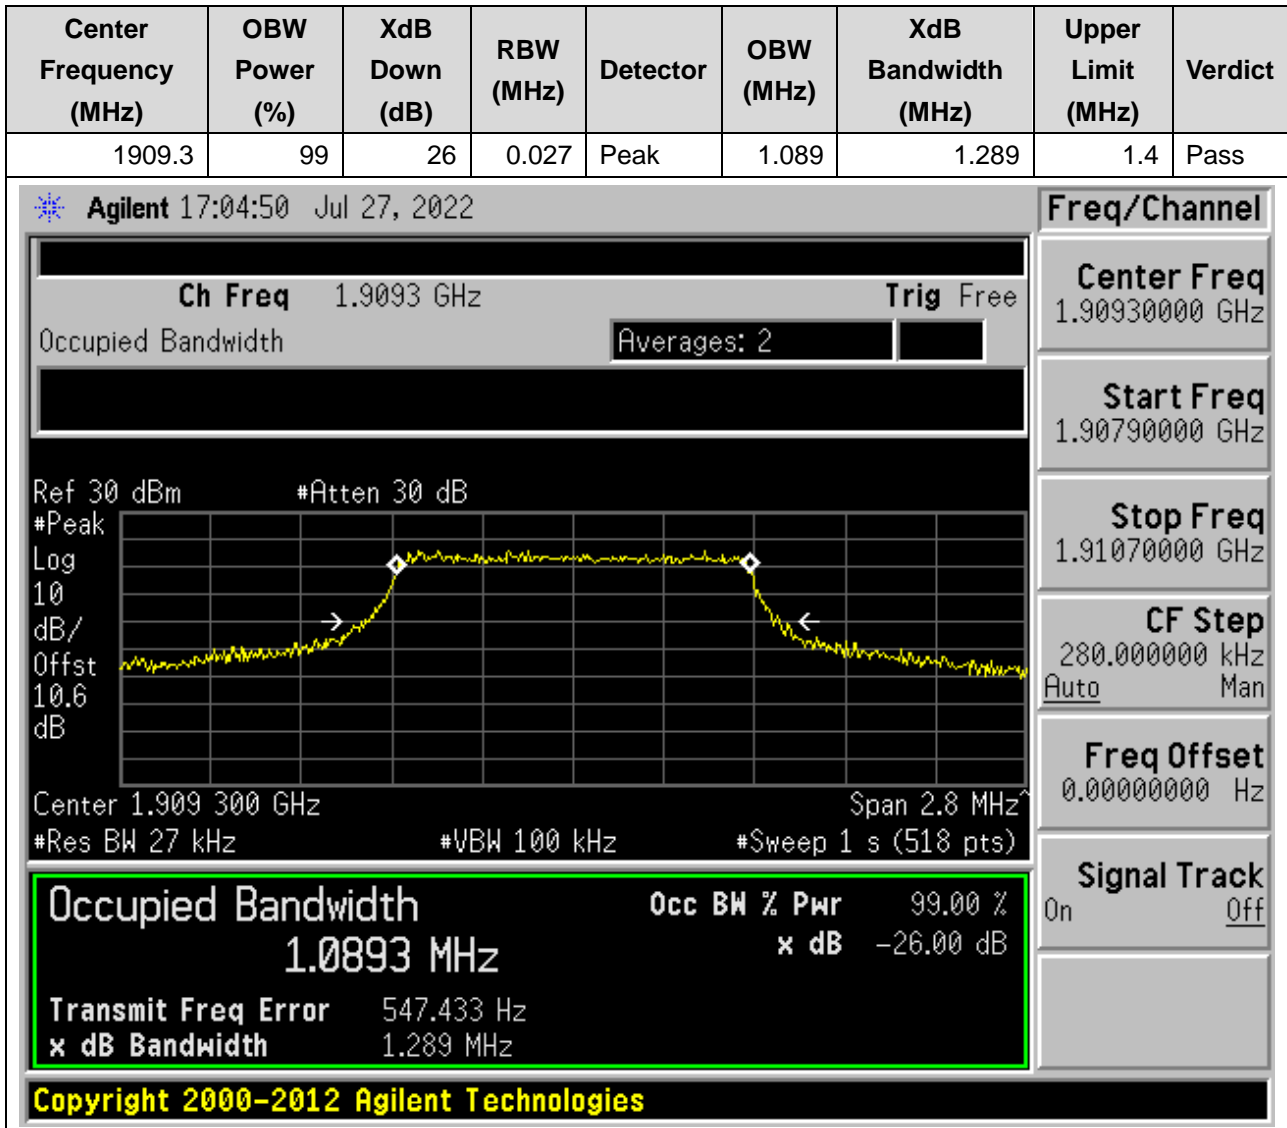 Center Frequency (MHz) OBW Power (%) XdB Down (dB) RBW (MHz) Detector OBW (MHz) XdB Bandwidth (MHz) Upper Limit (MHz) Verdict
1909.3 99 26 0.027 Peak 1.089 1.289 1.4 Pass
Agilent 17:04:50 Jul 27, 2022
Ch Freq 1.9093 GHz Trig Free
Occupied Bandwidth Averages: 2
Ref 30 dBm #Atten 30 dB
#Peak
Log
10
dB/
Offst
10.6
dB
Center 1.909 300 GHz Span 2.8 MHz^
#Res BW 27 kHz #VBW 100 kHz #Sweep 1 s (518 pts)
Occupied Bandwidth Occ BW % Pwr 99.00 %
1.0893 MHz x dB -26.00 dB
Transmit Freq Error 547.433 Hz
x dB Bandwidth 1.289 MHz
Freq/Channel
Center Freq
1.90930000 GHz
Start Freq
1.90790000 GHz
Stop Freq
1.91070000 GHz
CF Step
280.000000 kHz
Auto Man
Freq Offset
0.00000000 Hz
Signal Track
On Off
Copyright 2000-2012 Agilent Technologies